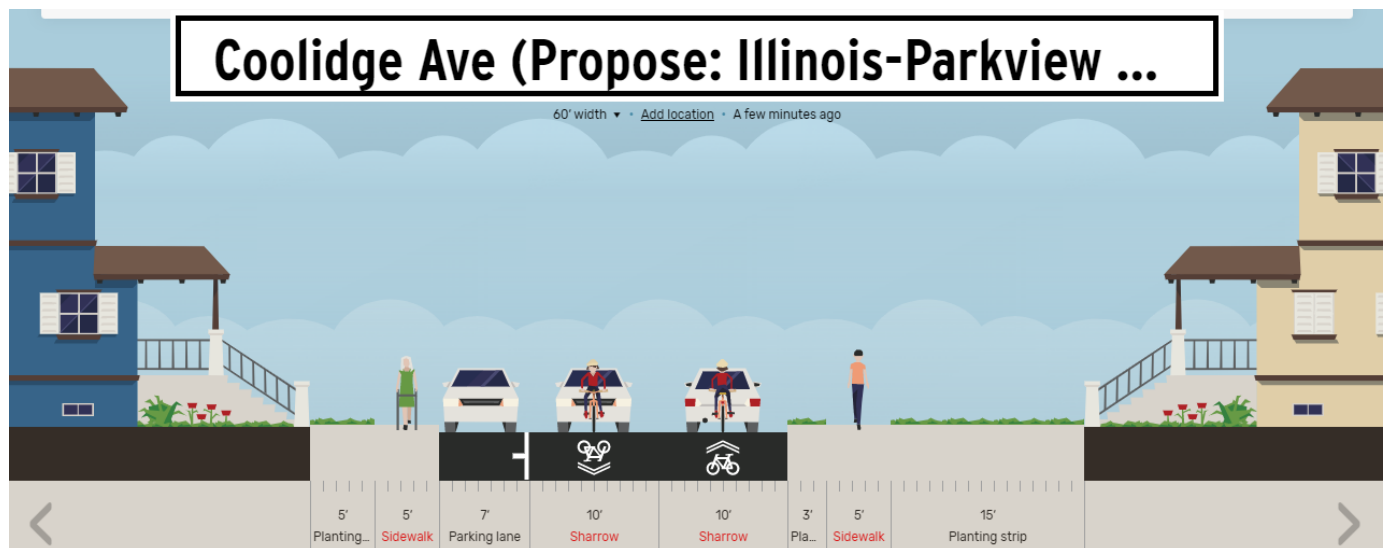 Coolidge Ave (Propose: Illinois-Parkview ...
60' width ▾ · Add location · A few minutes ago
5' 5' 7' 10' 10' 3' 5' 15'
Planting... Sidewalk Parking lane Sharrow Sharrow Pla... Sidewalk Planting strip